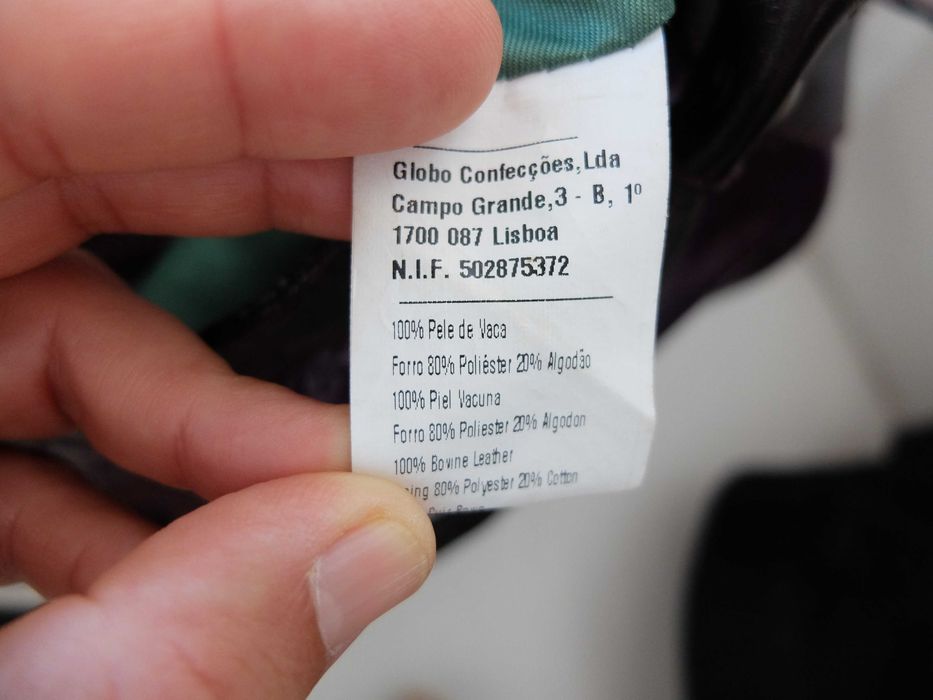 Globo Confecções,Lda
Campo Grande,3 - B, 1º
1700 087 Lisboa
N.I.F. 502875372
100% Pele de Vaca
Forro 80% Poliéster 20% Algodão
100% Piel Vacuna
Forro 80% Poliester 20% Algodon
100% Bovine Leather
80% Polyester 20% Cotton